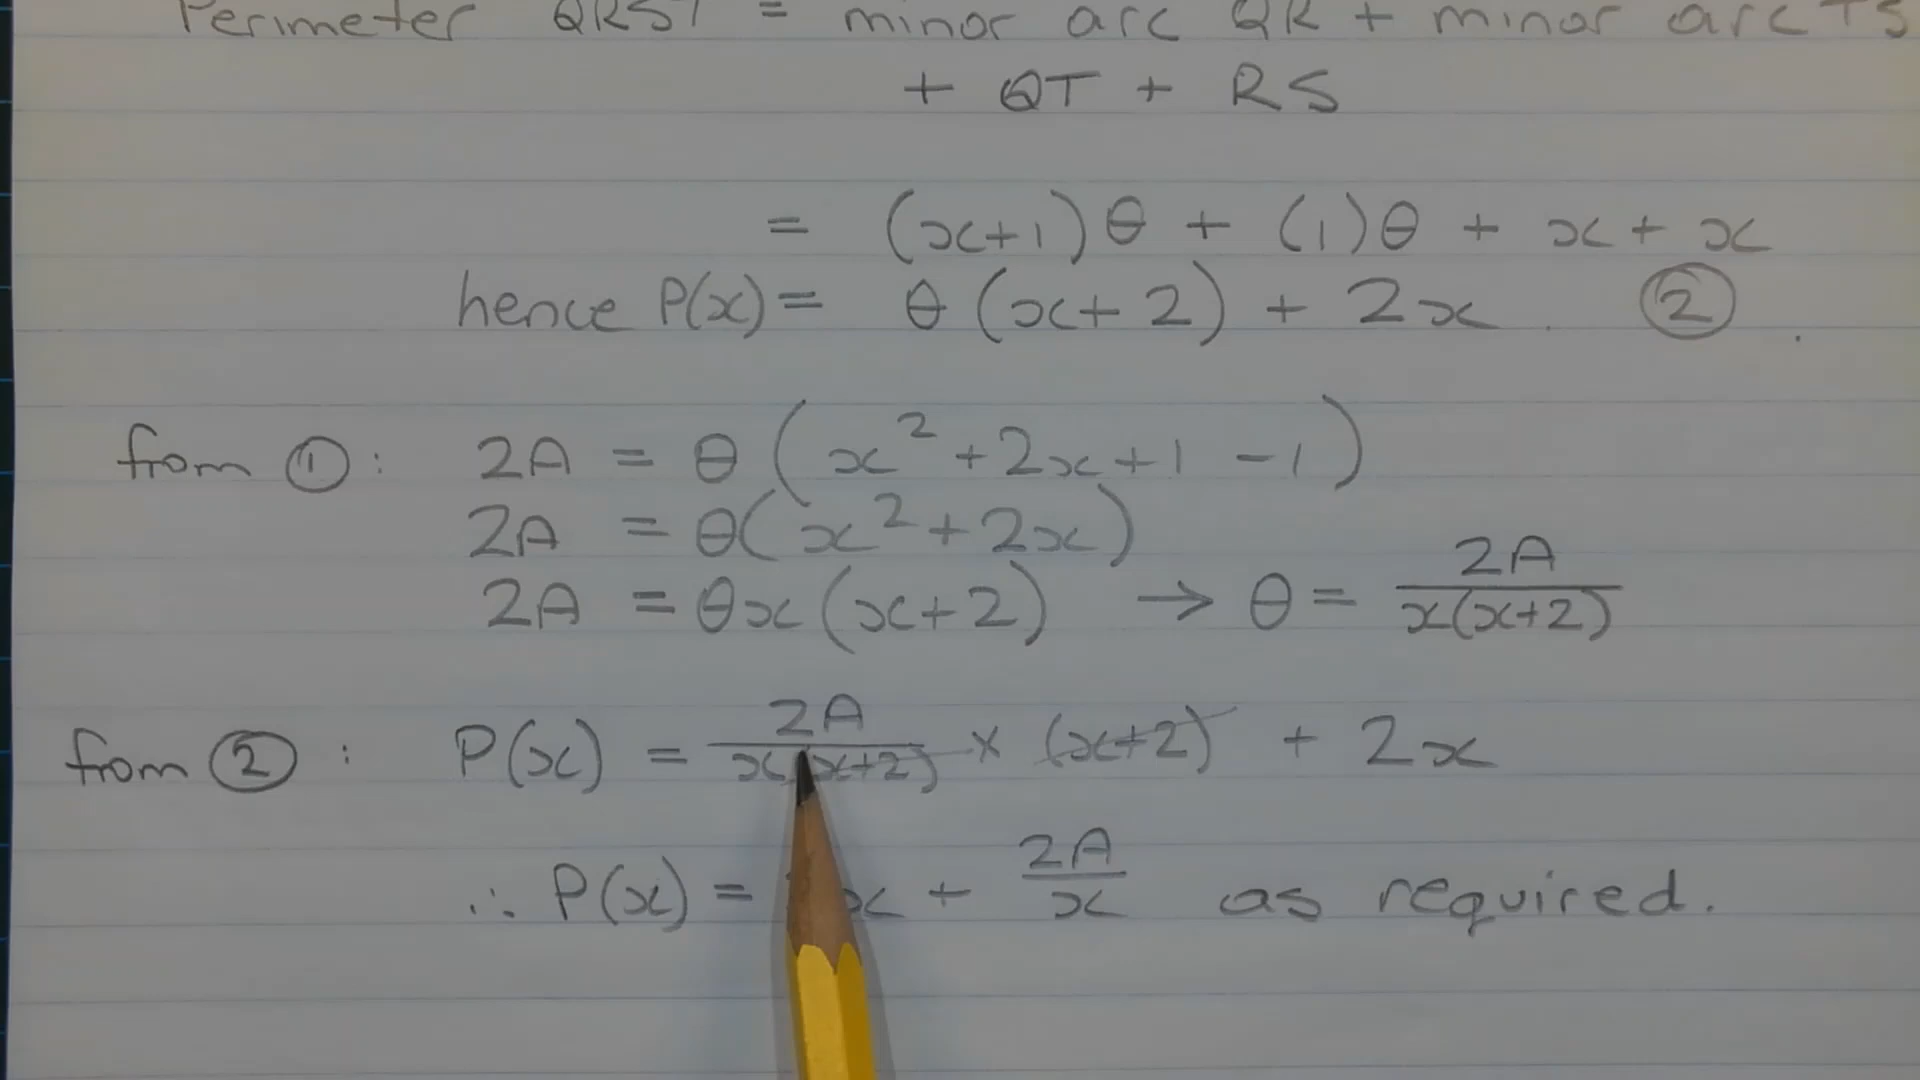 Perimeter QRST = minor arc QR + minor arc TS
+ QT + RS
= (x+1)θ + (1)θ + x + x
hence P(x) = θ(x+2) + 2x ②
from ①: 2A = θ(x²+2x+1-1)
2A = θ(x²+2x)
2A = θx(x+2) → θ = 2A/x(x+2)
from ②: P(x) = 2A/x(x+2) × (x+2) + 2x
∴ P(x) = x + 2A/x as required.